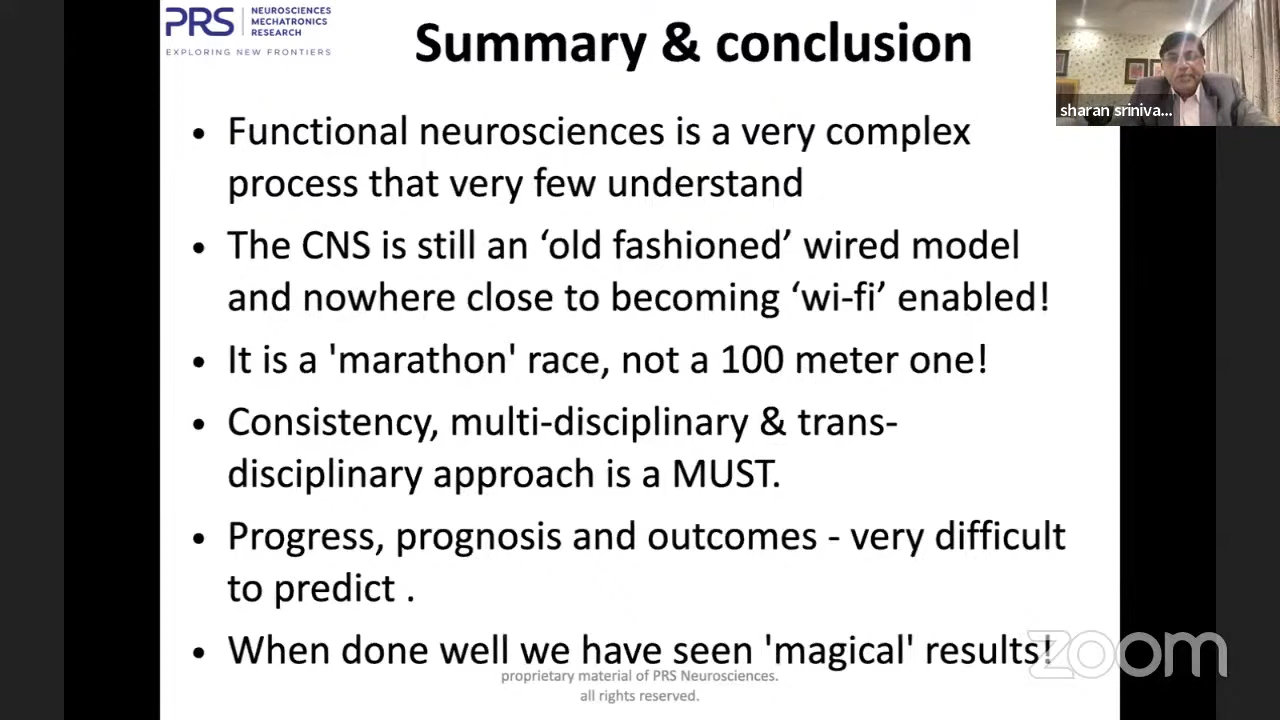 PRS
NEUROSCIENCES
MECHATRONICS
RESEARCH
EXPLORING NEW FRONTIERS
Summary & conclusion
sharan sriniva...
• Functional neurosciences is a very complex
process that very few understand
• The CNS is still an ‘old fashioned’ wired model
and nowhere close to becoming ‘wi-fi’ enabled!
• It is a 'marathon' race, not a 100 meter one!
• Consistency, multi-disciplinary & trans-
disciplinary approach is a MUST.
• Progress, prognosis and outcomes - very difficult
to predict .
• When done well we have seen 'magical' results!
proprietary material of PRS Neurosciences.
all rights reserved.
zoom